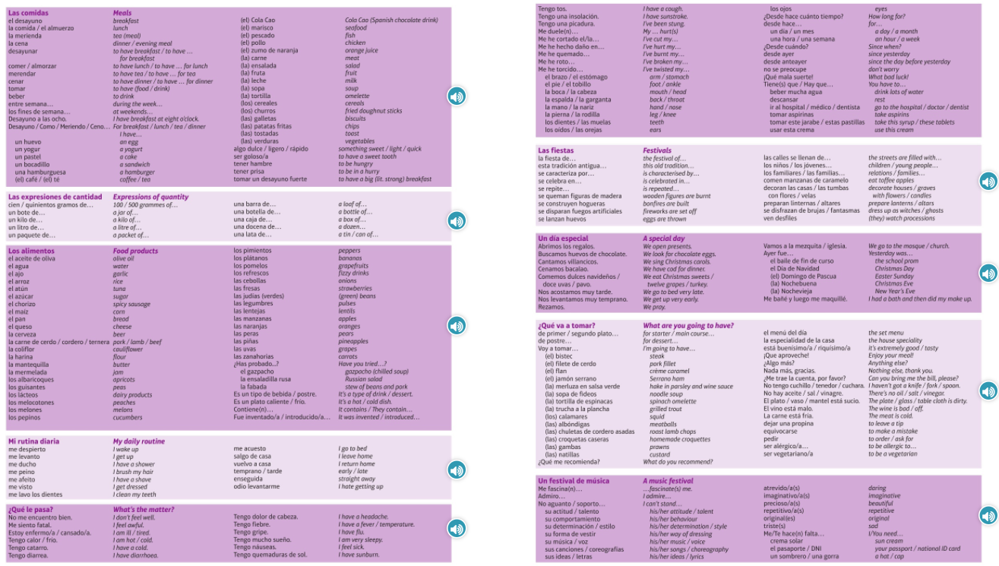 Las comidas Meals
el desayuno breakfast
la comida / el almuerzo lunch
la merienda tea (meal)
la cena dinner / evening meal
desayunar to have breakfast / to have …
for breakfast
comer / almorzar to have lunch / to have … for lunch
merendar to have tea / to have … for tea
cenar to have dinner / to have … for dinner
tomar to have (food / drink)
beber to drink
entre semana… during the week…
los fines de semana… at weekends…
Desayuno a las ocho. I have breakfast at eight o'clock.
Desayuno / Como / Meriendo / Ceno… For breakfast / lunch / tea / dinner
I have…
un huevo an egg
un yogur a yogurt
un pastel a cake
un bocadillo a sandwich
una hamburguesa a hamburger
(el) café / (el) té coffee / tea
(el) Cola Cao Cola Cao (Spanish chocolate drink)
(el) marisco seafood
(el) pescado fish
(el) pollo chicken
(el) zumo de naranja orange juice
(la) carne meat
(la) ensalada salad
(la) fruta fruit
(la) leche milk
(la) sopa soup
(la) tortilla omelette
(los) cereales cereals
(los) churros fried doughnut sticks
(las) galletas biscuits
(las) patatas fritas chips
(las) tostadas toast
(las) verduras vegetables
algo dulce / ligero / rápido something sweet / light / quick
ser goloso/a to have a sweet tooth
tener hambre to be hungry
tener prisa to be in a hurry
tomar un desayuno fuerte to have a big (lit. strong) breakfast
Las expresiones de cantidad Expressions of quantity
cien / quinientos gramos de… 100 / 500 grammes of…
un bote de… a jar of…
un kilo de… a kilo of…
un litro de… a litre of…
un paquete de… a packet of…
una barra de… a loaf of…
una botella de… a bottle of…
una caja de… a box of…
una docena de… a dozen…
una lata de… a tin / can of…
Los alimentos Food products
el aceite de oliva olive oil
el agua water
el ajo garlic
el arroz rice
el atún tuna
el azúcar sugar
el chorizo spicy sausage
el maíz corn
el pan bread
el queso cheese
la cerveza beer
la carne de cerdo / cordero / ternera pork / lamb / beef
la coliflor cauliflower
la harina flour
la mantequilla butter
la mermelada jam
los albaricoques apricots
los guisantes peas
los lácteos dairy products
los melocotones peaches
los melones melons
los pepinos cucumbers
los pimientos peppers
los plátanos bananas
los pomelos grapefruits
los refrescos fizzy drinks
las cebollas onions
las fresas strawberries
las judías (verdes) (green) beans
las legumbres pulses
las lentejas lentils
las manzanas apples
las naranjas oranges
las peras pears
las piñas pineapples
las uvas grapes
las zanahorias carrots
¿Has probado…? Have you tried…?
el gazpacho gazpacho (chilled soup)
la ensaladilla rusa Russian salad
la fabada stew of beans and pork
Es un tipo de bebida / postre. It's a type of drink / dessert.
Es un plato caliente / frío. It's a hot / cold dish.
Contiene(n)… It contains / They contain…
Fue inventado/a / introducido/a… It was invented / introduced…
Mi rutina diaria My daily routine
me despierto I wake up
me levanto I get up
me ducho I have a shower
me peino I brush my hair
me afeito I have a shave
me visto I get dressed
me lavo los dientes I clean my teeth
me acuesto I go to bed
salgo de casa I leave home
vuelvo a casa I return home
temprano / tarde early / late
enseguida straight away
odio levantarme I hate getting up
¿Qué le pasa? What's the matter?
No me encuentro bien. I don't feel well.
Me siento fatal. I feel awful.
Estoy enfermo/a / cansado/a. I am ill / tired.
Tengo calor / frío. I am hot / cold.
Tengo catarro. I have a cold.
Tengo diarrea. I have diarrhoea.
Tengo dolor de cabeza. I have a headache.
Tengo fiebre. I have a fever / temperature.
Tengo gripe. I have flu.
Tengo mucho sueño. I am very sleepy.
Tengo náuseas. I feel sick.
Tengo quemaduras de sol. I have sunburn.
Tengo tos. I have a cough.
Tengo una insolación. I have sunstroke.
Tengo una picadura. I've been stung.
Me duele(n)… My … hurt(s)
Me he cortado el/la… I've cut my…
Me he hecho daño en… I've hurt my…
Me he quemado… I've burnt my…
Me he roto… I've broken my…
Me he torcido… I've twisted my…
el brazo / el estómago arm / stomach
el pie / el tobillo foot / ankle
la boca / la cabeza mouth / head
la espalda / la garganta back / throat
la mano / la nariz hand / nose
la pierna / la rodilla leg / knee
los dientes / las muelas teeth
los oídos / las orejas ears
los ojos eyes
¿Desde hace cuánto tiempo? How long for?
desde hace… for…
un día / un mes a day / a month
una hora / una semana an hour / a week
¿Desde cuándo? Since when?
desde ayer since yesterday
desde anteayer since the day before yesterday
no se preocupe don't worry
¡Qué mala suerte! What bad luck!
Tiene(s) que / Hay que… You have to…
beber mucha agua drink lots of water
descansar rest
ir al hospital / médico / dentista go to the hospital / doctor / dentist
tomar aspirinas take aspirins
tomar este jarabe / estas pastillas take this syrup / these tablets
usar esta crema use this cream
Las fiestas Festivals
la fiesta de… the festival of…
esta tradición antigua… this old tradition…
se caracteriza por… is characterised by…
se celebra en… is celebrated in…
se repite… is repeated…
se queman figuras de madera wooden figures are burnt
se construyen hogueras bonfires are built
se disparan fuegos artificiales fireworks are set off
se lanzan huevos eggs are thrown
las calles se llenan de… the streets are filled with…
los niños / los jóvenes… children / young people…
los familiares / las familias… relations / families…
comen manzanas de caramelo eat toffee apples
decoran las casas / las tumbas decorate houses / graves
con flores / velas with flowers / candles
preparan linternas / altares prepare lanterns / altars
se disfrazan de brujas / fantasmas dress up as witches / ghosts
ven desfiles (they) watch processions
Un día especial A special day
Abrimos los regalos. We open presents.
Buscamos huevos de chocolate. We look for chocolate eggs.
Cantamos villancicos. We sing Christmas carols.
Cenamos bacalao. We have cod for dinner.
Comemos dulces navideños / We eat Christmas sweets /
doce uvas / pavo. twelve grapes / turkey.
Nos acostamos muy tarde. We go to bed very late.
Nos levantamos muy temprano. We get up very early.
Rezamos. We pray.
Vamos a la mezquita / iglesia. We go to the mosque / church.
Ayer fue… Yesterday was…
el baile de fin de curso the school prom
el Día de Navidad Christmas Day
(el) Domingo de Pascua Easter Sunday
(la) Nochebuena Christmas Eve
(la) Nochevieja New Year's Eve
Me bañé y luego me maquillé. I had a bath and then did my make up.
¿Qué va a tomar? What are you going to have?
de primer / segundo plato… for starter / main course…
de postre… for dessert…
Voy a tomar… I'm going to have…
(el) bistec steak
(el) filete de cerdo pork fillet
(el) flan crème caramel
(el) jamón serrano Serrano ham
(la) merluza en salsa verde hake in parsley and wine sauce
(la) sopa de fideos noodle soup
(la) tortilla de espinacas spinach omelette
(la) trucha a la plancha grilled trout
(los) calamares squid
(las) albóndigas meatballs
(las) chuletas de cordero asadas roast lamb chops
(las) croquetas caseras homemade croquettes
(las) gambas prawns
(las) natillas custard
¿Qué me recomienda? What do you recommend?
el menú del día the set menu
la especialidad de la casa the house speciality
está buenísimo/a / riquísimo/a it's extremely good / tasty
¡Que aproveche! Enjoy your meal!
¿Algo más? Anything else?
Nada más, gracias. Nothing else, thank you.
¿Me trae la cuenta, por favor? Can you bring me the bill, please?
No tengo cuchillo / tenedor / cuchara. I haven't got a knife / fork / spoon.
No hay aceite / sal / vinagre. There's no oil / salt / vinegar.
El plato / vaso / mantel está sucio. The plate / glass / table cloth is dirty.
El vino está malo. The wine is bad / off.
La carne está fría. The meat is cold.
dejar una propina to leave a tip
equivocarse to make a mistake
pedir to order / ask for
ser alérgico/a… to be allergic to…
ser vegetariano/a to be a vegetarian
Un festival de música A music festival
Me fascina(n)… …fascinate(s) me.
Admiro… I admire…
No aguanto / soporto… I can't stand…
su actitud / talento his/her attitude / talent
su comportamiento his/her behaviour
su determinación / estilo his/her determination / style
su forma de vestir his/her way of dressing
su música / voz his/her music / voice
sus canciones / coreografías his/her songs / choreography
sus ideas / letras his/her ideas / lyrics
atrevido/a(s) daring
imaginativo/a(s) imaginative
precioso/a(s) beautiful
repetitivo/a(s) repetitive
original(es) original
triste(s) sad
Me/Te hace(n) falta… I/You need…
crema solar sun cream
el pasaporte / DNI your passport / national ID card
un sombrero / una gorra a hat / cap